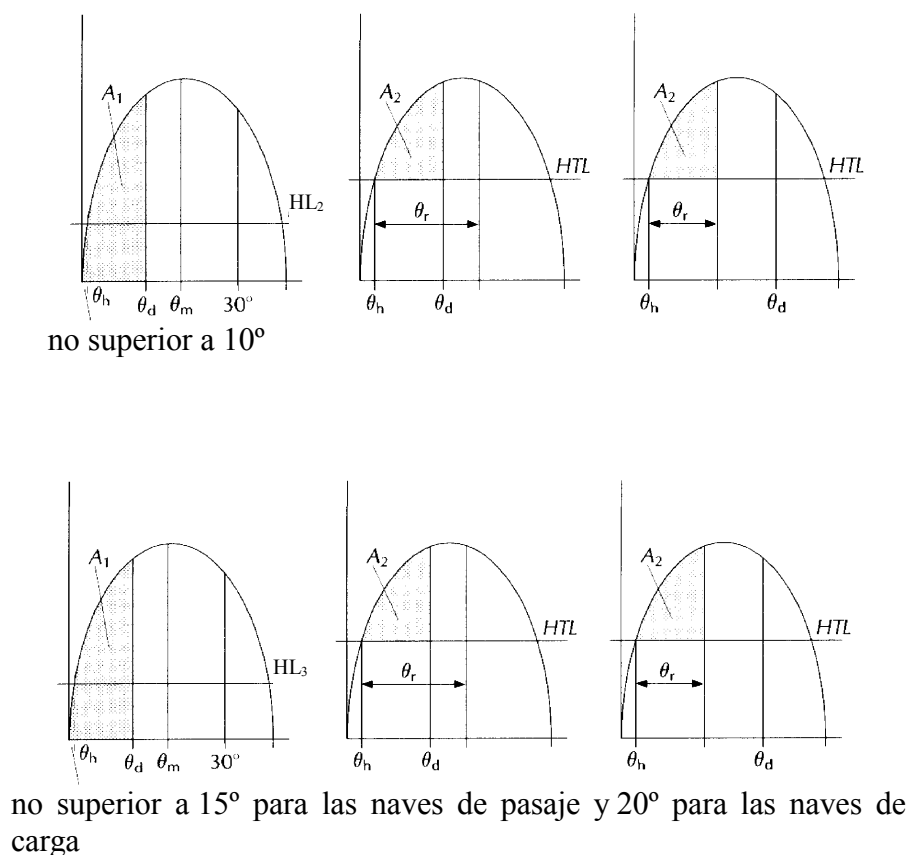 A₁
HL₂
θh
θd
θm
30°
no superior a 10º
A₂
HTL
θr
θh
θd
A₂
HTL
θr
θh
θd
A₁
HL₃
θh
θd
θm
30°
A₂
HTL
θr
θh
θd
A₂
HTL
θr
θh
θd
no superior a 15º para las naves de pasaje y 20º para las naves de
carga